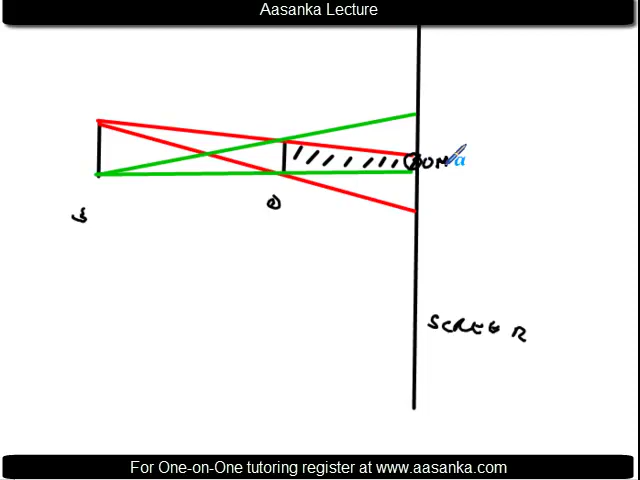 Aasanka Lecture
S
O
SCREEN
For One-on-One tutoring register at www.aasanka.com